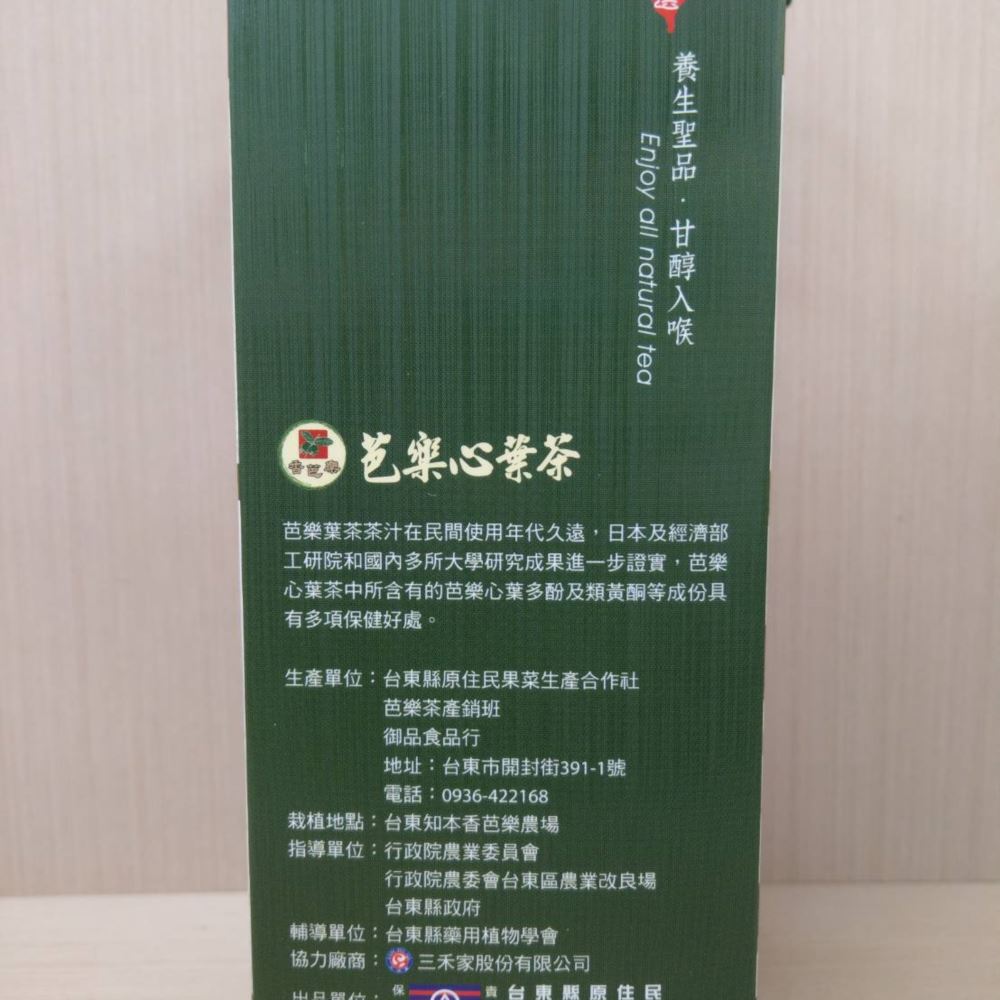 養生聖品．甘醇入喉
Enjoy all natural tea
香芭樂
芭樂心葉茶
芭樂葉茶茶汁在民間使用年代久遠，日本及經濟部
工研院和國內多所大學研究成果進一步證實，芭樂
心葉茶中所含有的芭樂心葉多酚及類黃酮等成份具
有多項保健好處。
生產單位：台東縣原住民果菜生產合作社
芭樂茶產銷班
御品食品行
地址：台東市開封街391-1號
電話：0936-422168
栽植地點：台東知本香芭樂農場
指導單位：行政院農業委員會
行政院農委會台東區農業改良場
台東縣政府
輔導單位：台東縣藥用植物學會
協力廠商：三禾家股份有限公司
出品單位：保 責 台東縣原住民